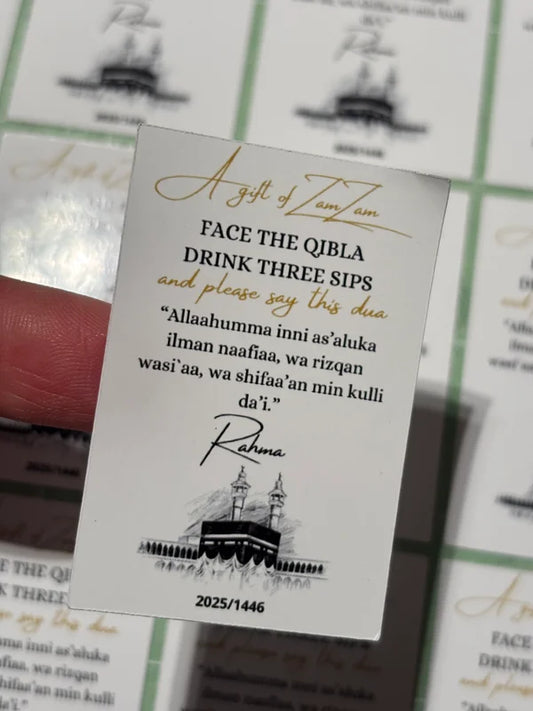 A gift of ZamZam
FACE THE QIBLA
DRINK THREE SIPS
and please say this dua
“Allaahumma inni as’aluka
ilman naafiaa, wa rizqan
wasi`aa, wa shifaa’an min kulli
da’i.”
Rahma
2025/1446